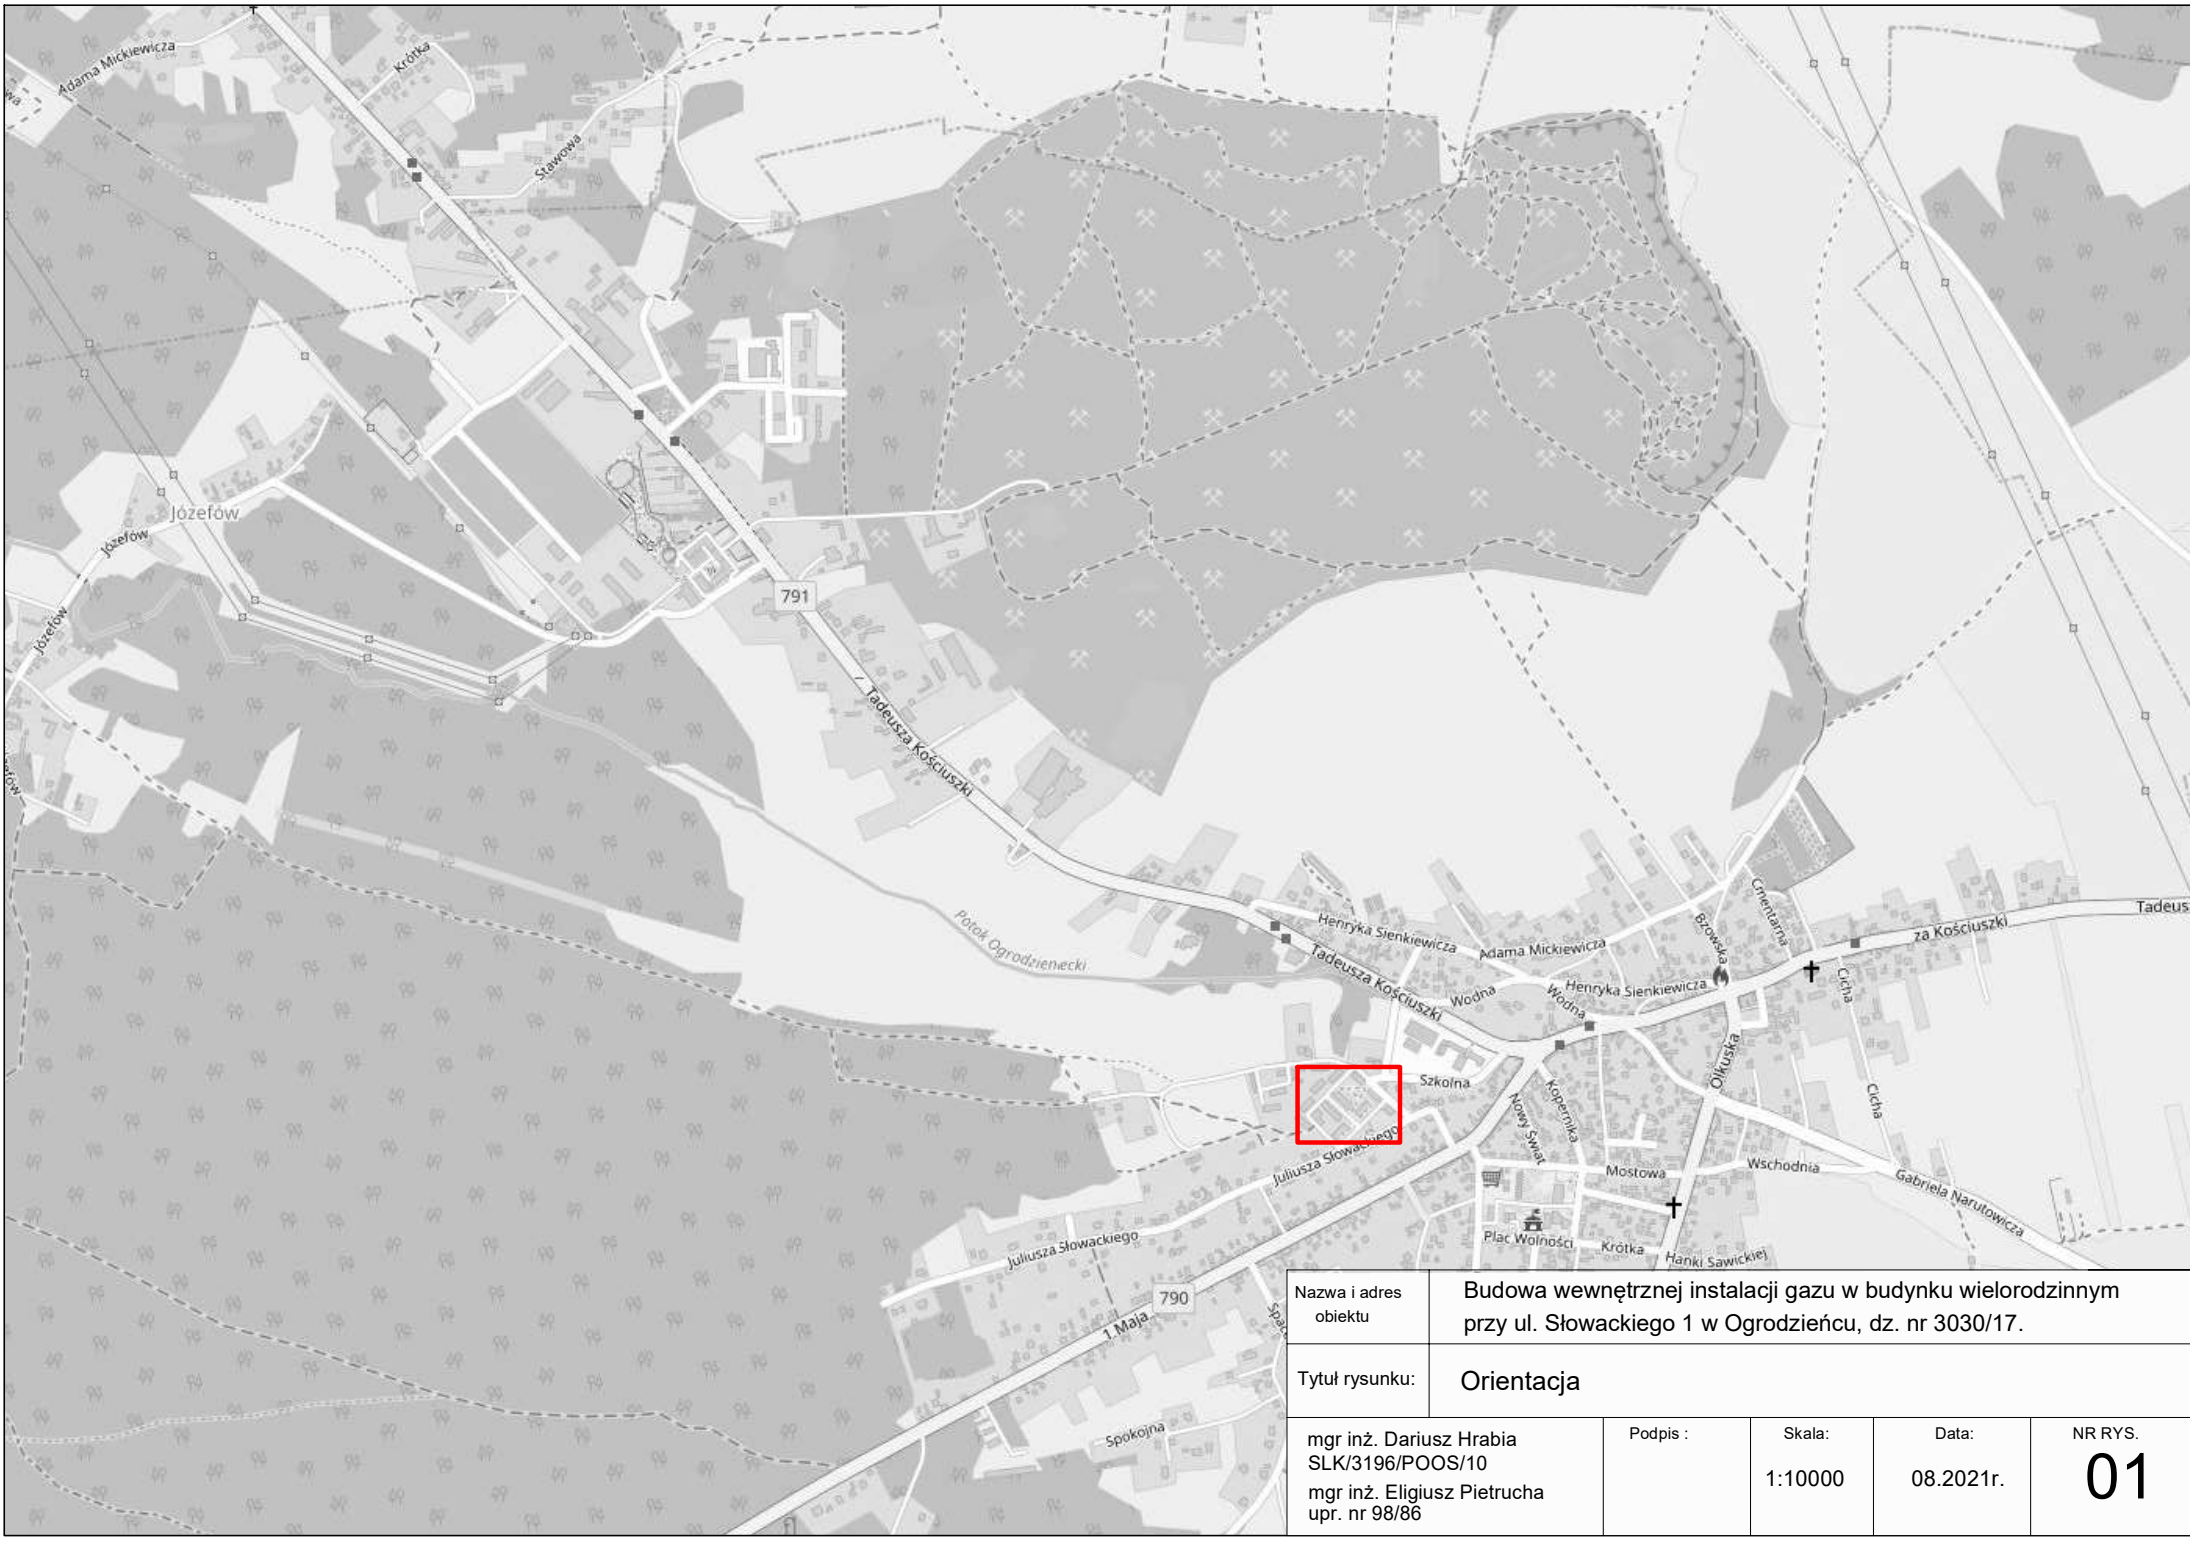 Adama Mickiewicza
Krótka
wa
Stawowa
Józefów
Józefów
Józefów
791
Tadeusza Kościuszki
Potok Ogrodzieniecki
Henryka Sienkiewicza
Adama Mickiewicza
Bzowska
Cmentarna
Tadeus
za Kościuszki
Tadeusza Kościuszki
Wodna
Wodna
Henryka Sienkiewicza
Cicha
Olkuska
Szkolna
Kopernika
Nowy Świat
Cicha
Juliusza Słowackiego
Mostowa
Wschodnia
Gabriela Narutowicza
Juliusza Słowackiego
Plac Wolności
Krótka
Hanki Sawickiej
790
1 Maja
Spac
Spokojna
Nazwa i adres
obiektu
Budowa wewnętrznej instalacji gazu w budynku wielorodzinnym
przy ul. Słowackiego 1 w Ogrodzieńcu, dz. nr 3030/17.
Tytuł rysunku:
Orientacja
mgr inż. Dariusz Hrabia
SLK/3196/POOS/10
mgr inż. Eligiusz Pietrucha
upr. nr 98/86
Podpis :
Skala:
1:10000
Data:
08.2021r.
NR RYS.
01